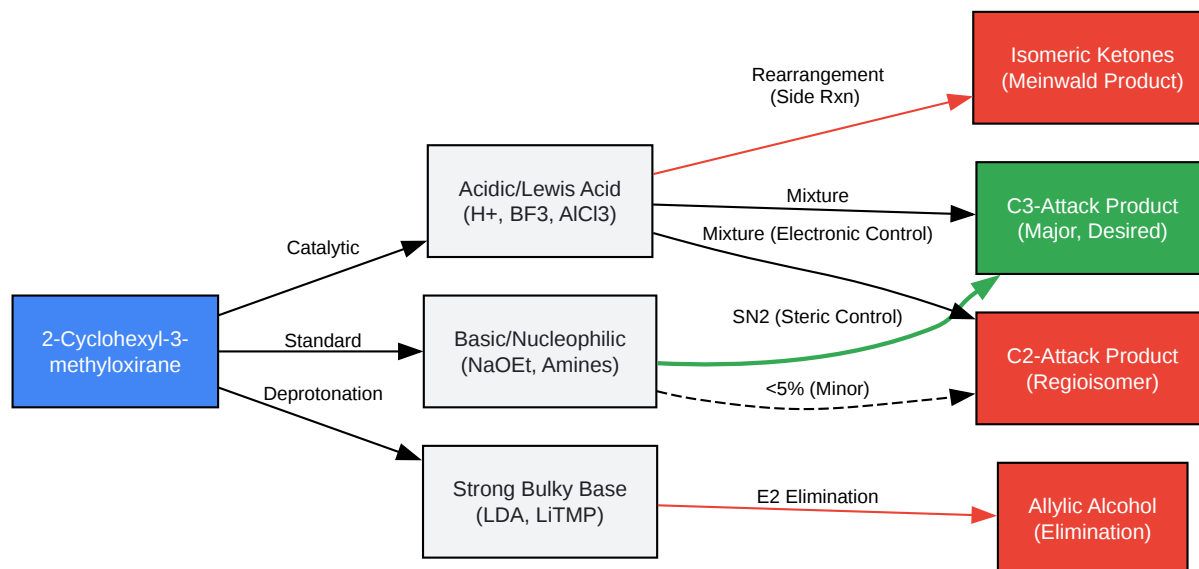 Isomeric Ketones
(Meinwald Product)
Rearrangement
(Side Rxn)
Acidic/Lewis Acid
(H+, BF3, AlCl3)
Mixture
C3-Attack Product
(Major, Desired)
Mixture (Electronic Control)
Catalytic
2-Cyclohexyl-3-
methyloxirane
Standard
Basic/Nucleophilic
(NaOEt, Amines)
SN2 (Steric Control)
C2-Attack Product
(Regioisomer)
<5% (Minor)
Deprotonation
Strong Bulky Base
(LDA, LiTMP)
E2 Elimination
Allylic Alcohol
(Elimination)